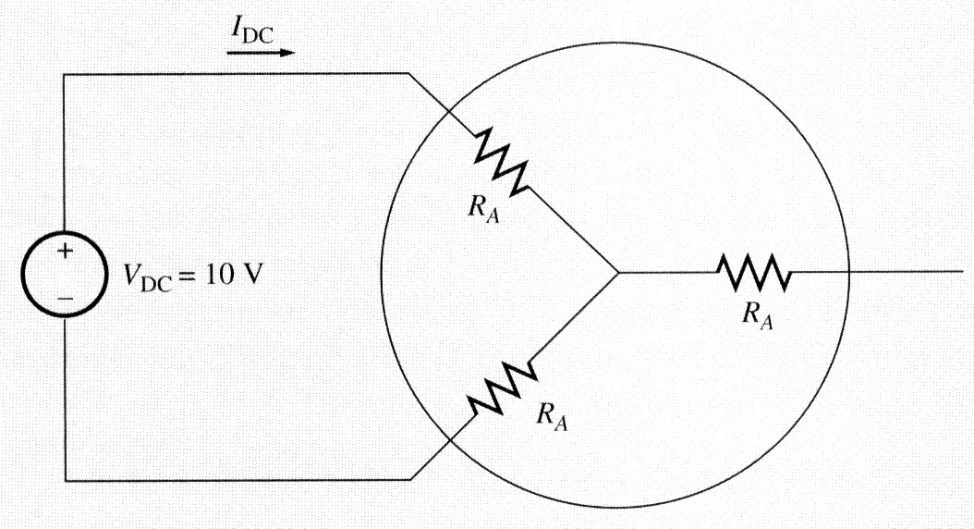 I_DC
+
V_DC = 10 V
–
R_A
R_A
R_A